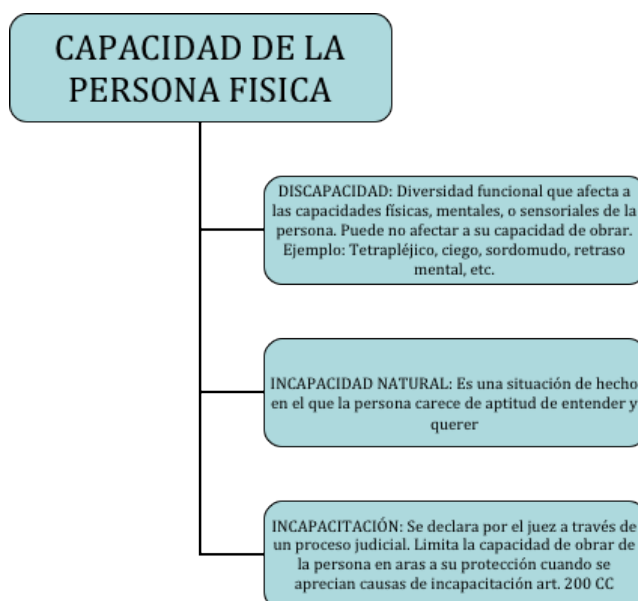 CAPACIDAD DE LA
PERSONA FISICA
DISCAPACIDAD: Diversidad funcional que afecta a
las capacidades físicas, mentales, o sensoriales de la
persona. Puede no afectar a su capacidad de obrar.
Ejemplo: Tetrapléjico, ciego, sordomudo, retraso
mental, etc.
INCAPACIDAD NATURAL: Es una situación de hecho
en el que la persona carece de aptitud de entender y
querer
INCAPACITACIÓN: Se declara por el juez a través de
un proceso judicial. Limita la capacidad de obrar de
la persona en aras a su protección cuando se
aprecian causas de incapacitación art. 200 CC